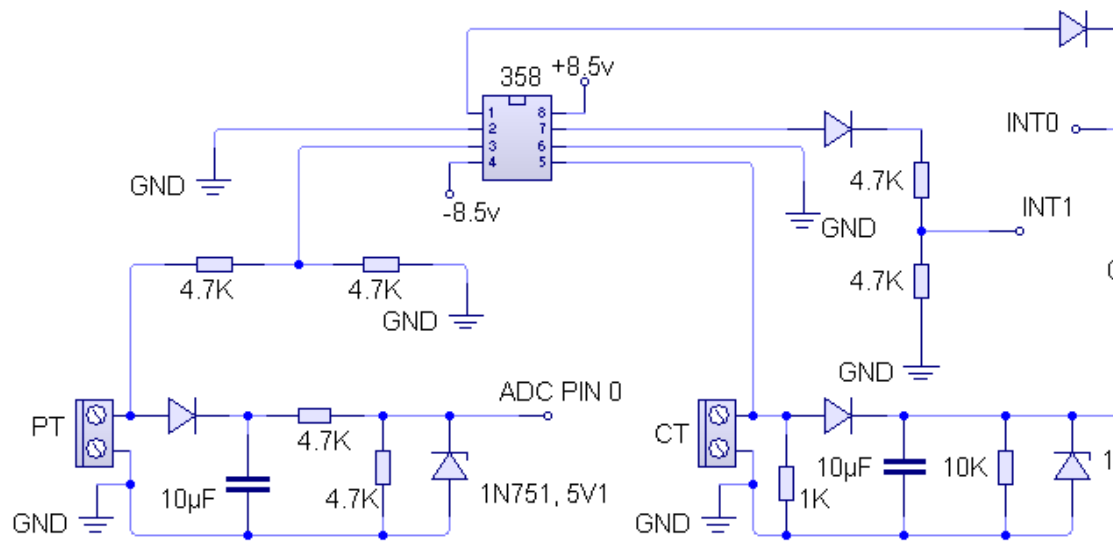 358
+8.5v
1
8
2
7
3
6
4
5
INT0
GND
-8.5v
4.7K
GND
INT1
4.7K
4.7K
4.7K
GND
GND
ADC PIN 0
PT
4.7K
CT
10µF
4.7K
1N751, 5V1
1K
10µF
10K
1
GND
GND